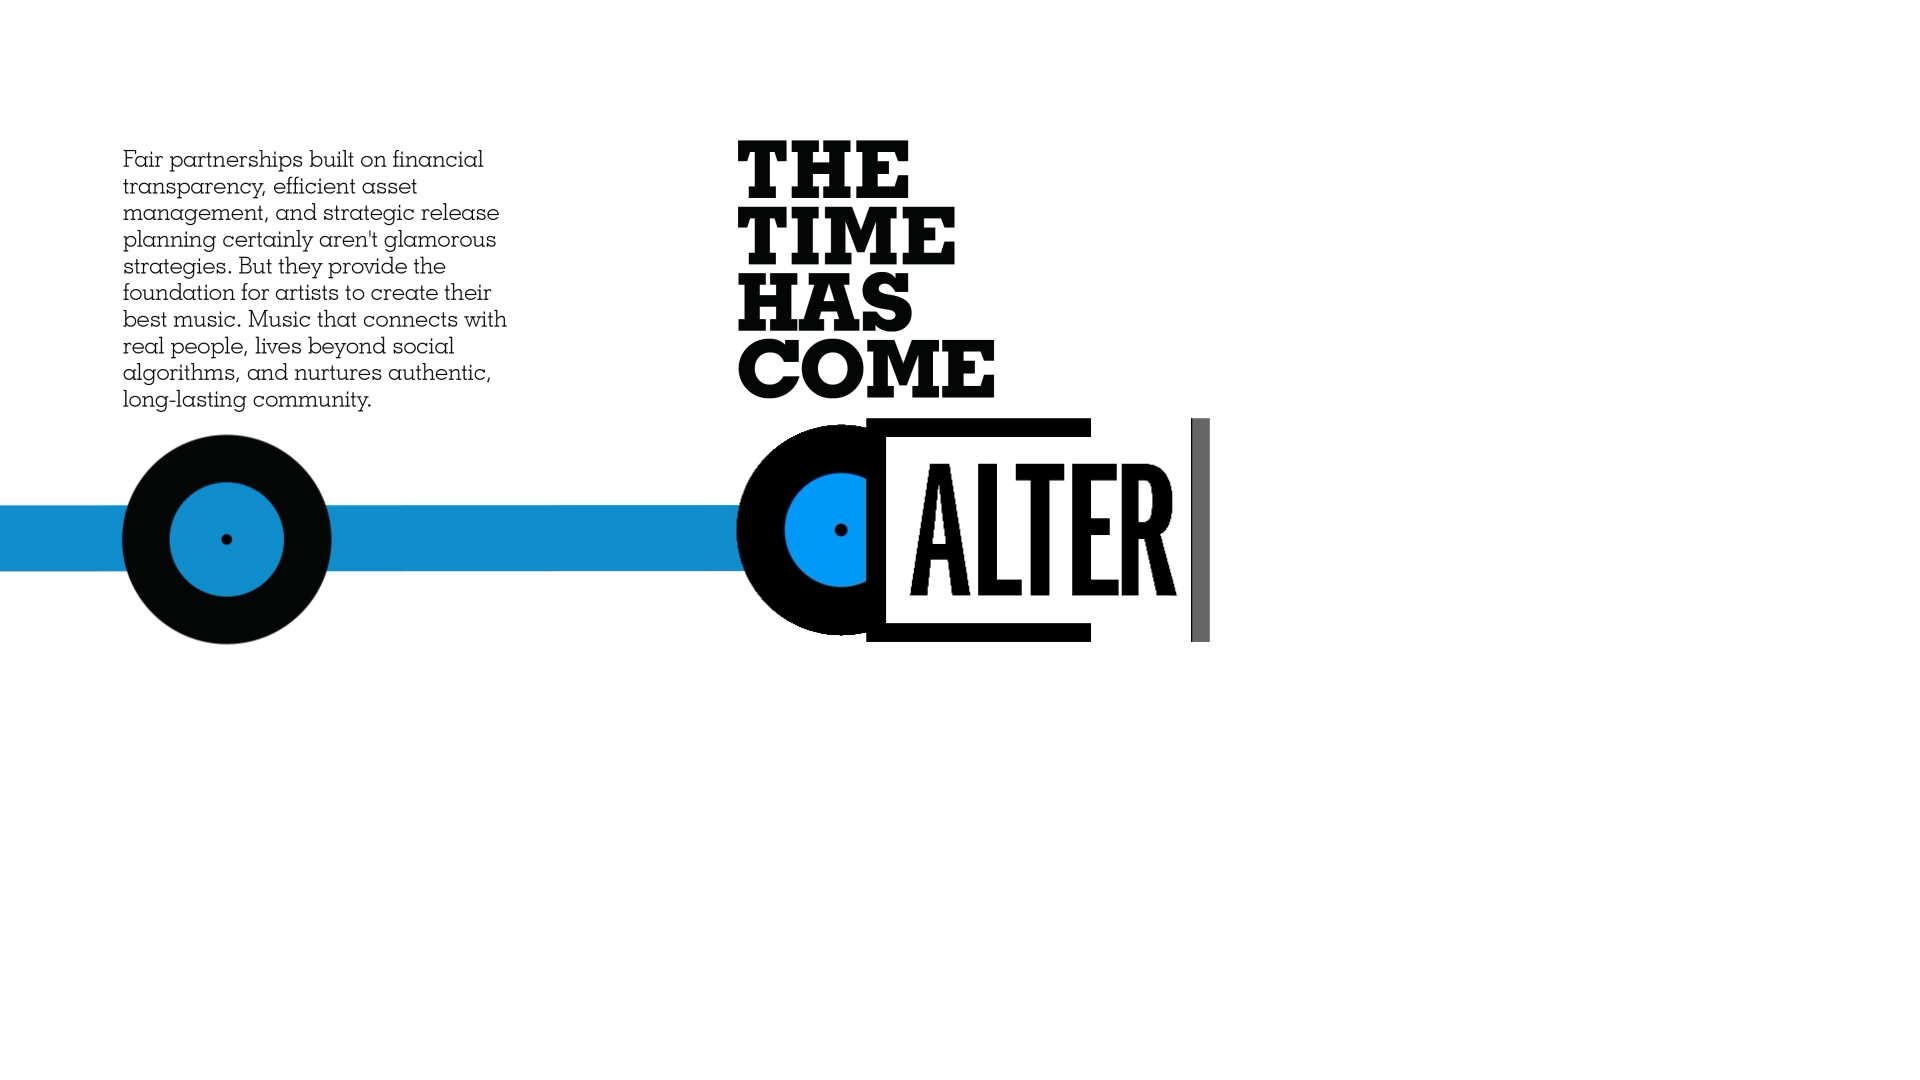 Fair partnerships built on financial
transparency, efficient asset
management, and strategic release
planning certainly aren't glamorous
strategies. But they provide the
foundation for artists to create their
best music. Music that connects with
real people, lives beyond social
algorithms, and nurtures authentic,
long-lasting community.
THE
TIME
HAS
COME
ALTER